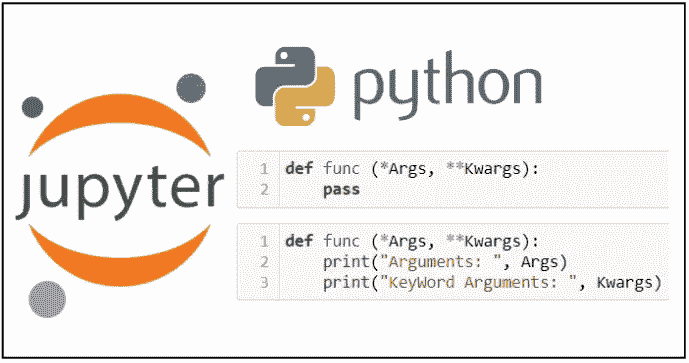 jupyter
python
1 def func (*Args, **Kwargs):
2     pass
1 def func (*Args, **Kwargs):
2     print("Arguments: ", Args)
3     print("KeyWord Arguments: ", Kwargs)